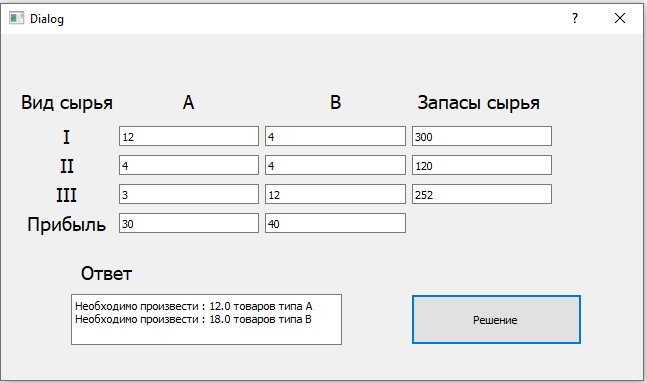 Dialog ?
Вид сырья A B Запасы сырья
I 12 4 300
II 4 4 120
III 3 12 252
Прибыль 30 40
Ответ
Необходимо произвести : 12.0 товаров типа А
Необходимо произвести : 18.0 товаров типа В
Решение